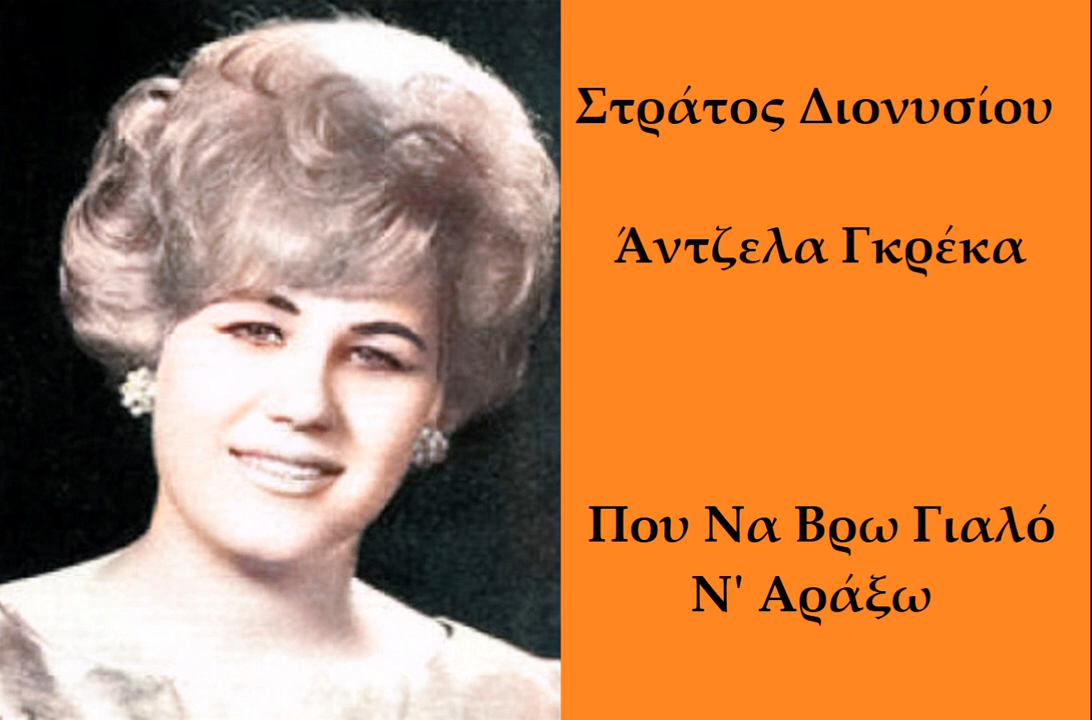 Στράτος Διονυσίου
Άντζελα Γκρέκα
Που Να Βρω Γιαλό
Ν' Αράξω